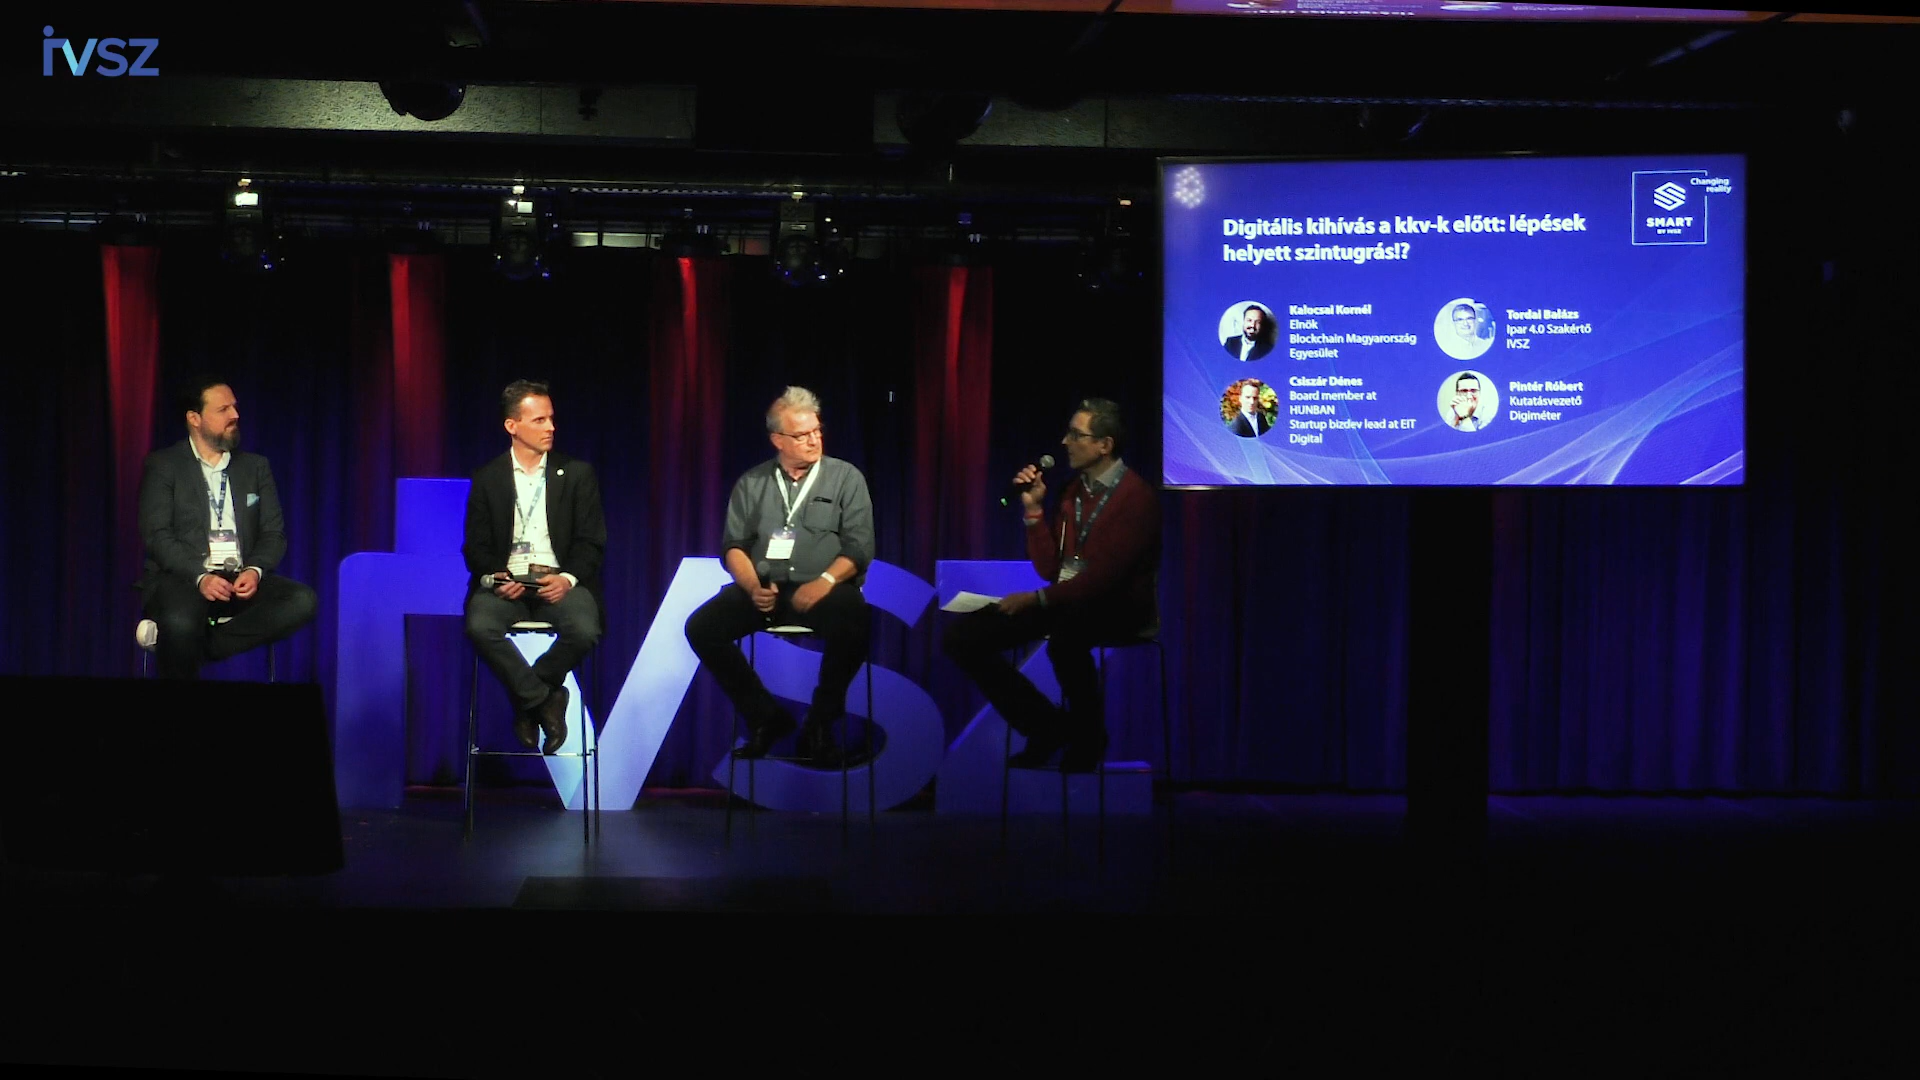 ivsz
Changing
reality
SMART
BY IVSZ
Digitális kihívás a kkv-k előtt: lépések
helyett szintugrás!?
Kalocsai Kornél
Elnök
Blockchain Magyarország
Egyesület
Tordai Balázs
Ipar 4.0 Szakértő
IVSZ
Csiszár Dénes
Board member at
HUNBAN
Startup bizdev lead at EIT
Digital
Pintér Róbert
Kutatásvezető
Digiméter
ivsz